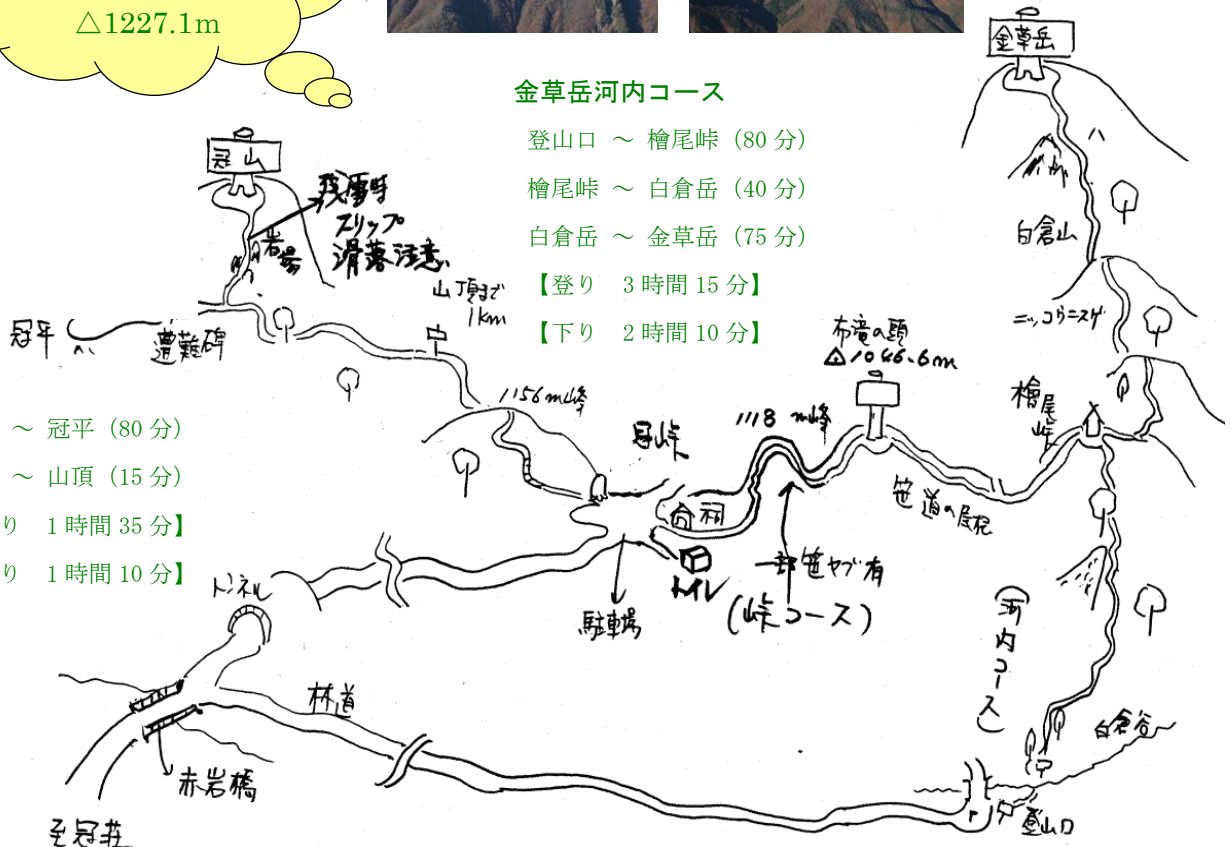 △1227.1m
金草岳
金草岳河内コース
登山口 ～ 檜尾峠（80 分）
檜尾峠 ～ 白倉岳（40 分）
白倉岳 ～ 金草岳（75 分）
【登り　3 時間 15 分】
【下り　2 時間 10 分】
冠山
残雪時
スリップ
滑落注意
岩場
山頂まで
1km
白倉山
ニッコウキスゲ
冠平
遭難碑
布滝の頭
△1046.6m
1156m峰
1118m峰
檜尾峠
～ 冠平（80 分）
～ 山頂（15 分）
り　1 時間 35 分】
り　1 時間 10 分】
冠山峠
祠
笹道の尾根
トイレ
一部笹ヤブ有
(峠コース)
駐車場
トンネル
(河内コース)
林道
白倉谷
赤岩橋
登山口
至冠荘